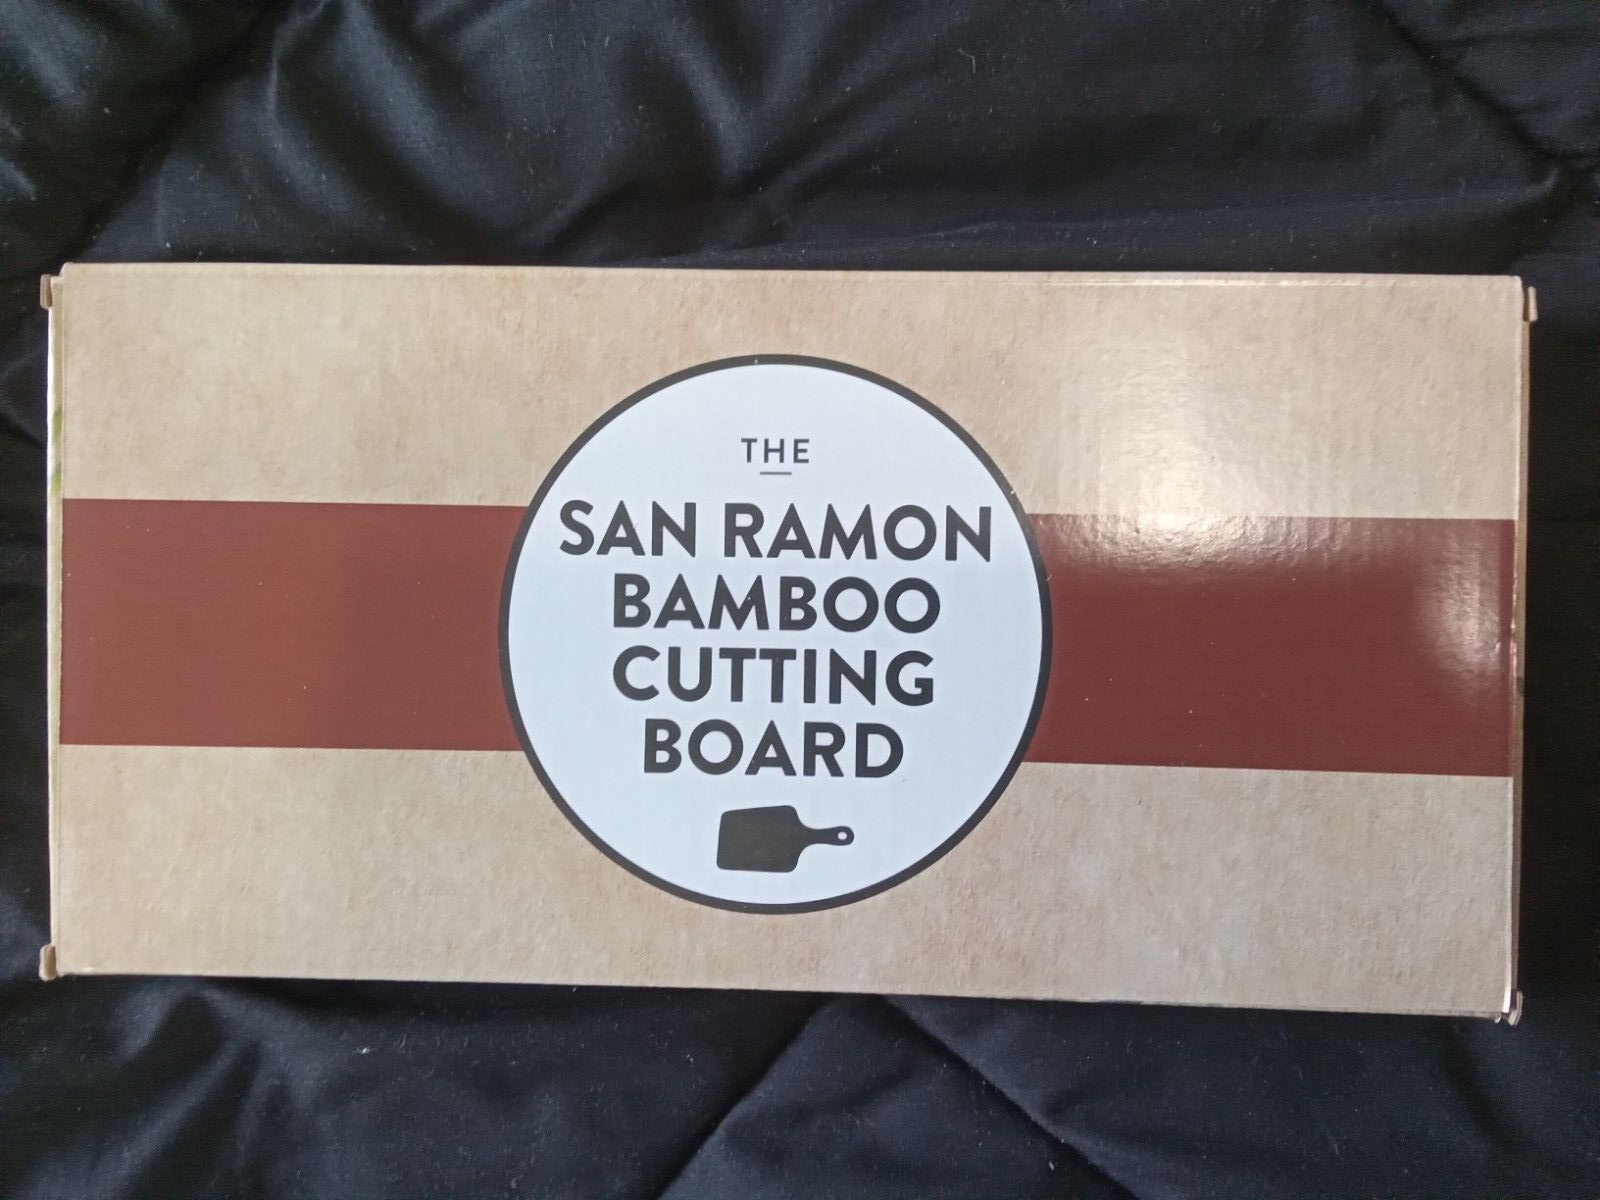 THE
SAN RAMON
BAMBOO
CUTTING
BOARD